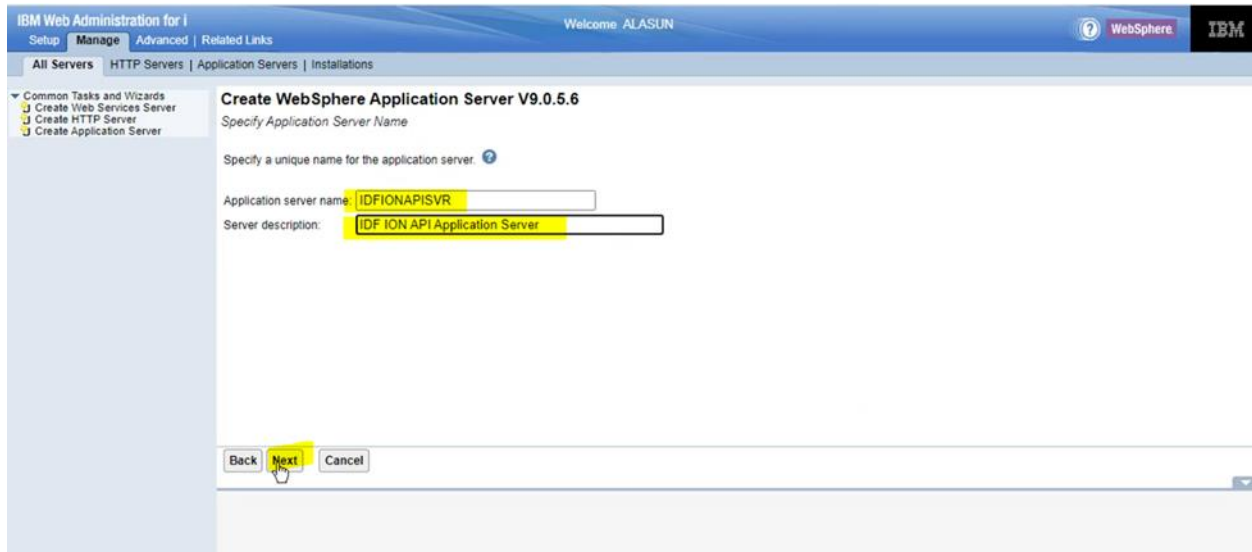 IBM Web Administration for i
Welcome ALASUN
? WebSphere. IBM
Setup Manage Advanced | Related Links
All Servers HTTP Servers | Application Servers | Installations
Common Tasks and Wizards
Create Web Services Server
Create HTTP Server
Create Application Server
Create WebSphere Application Server V9.0.5.6
Specify Application Server Name
Specify a unique name for the application server. ?
Application server name: IDFIONAPISVR
Server description: IDF ION API Application Server
Back Next Cancel